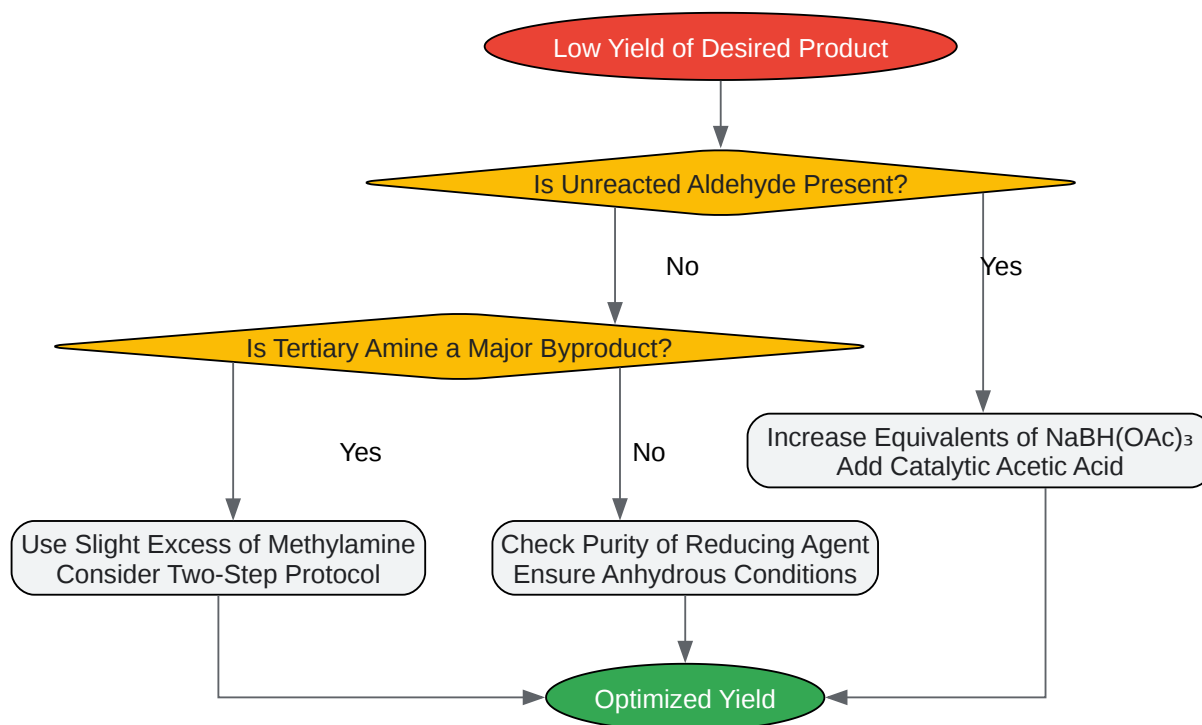 Low Yield of Desired Product
Is Unreacted Aldehyde Present?
No
Yes
Is Tertiary Amine a Major Byproduct?
Increase Equivalents of NaBH(OAc)₃
Add Catalytic Acetic Acid
Yes
No
Use Slight Excess of Methylamine
Consider Two-Step Protocol
Check Purity of Reducing Agent
Ensure Anhydrous Conditions
Optimized Yield